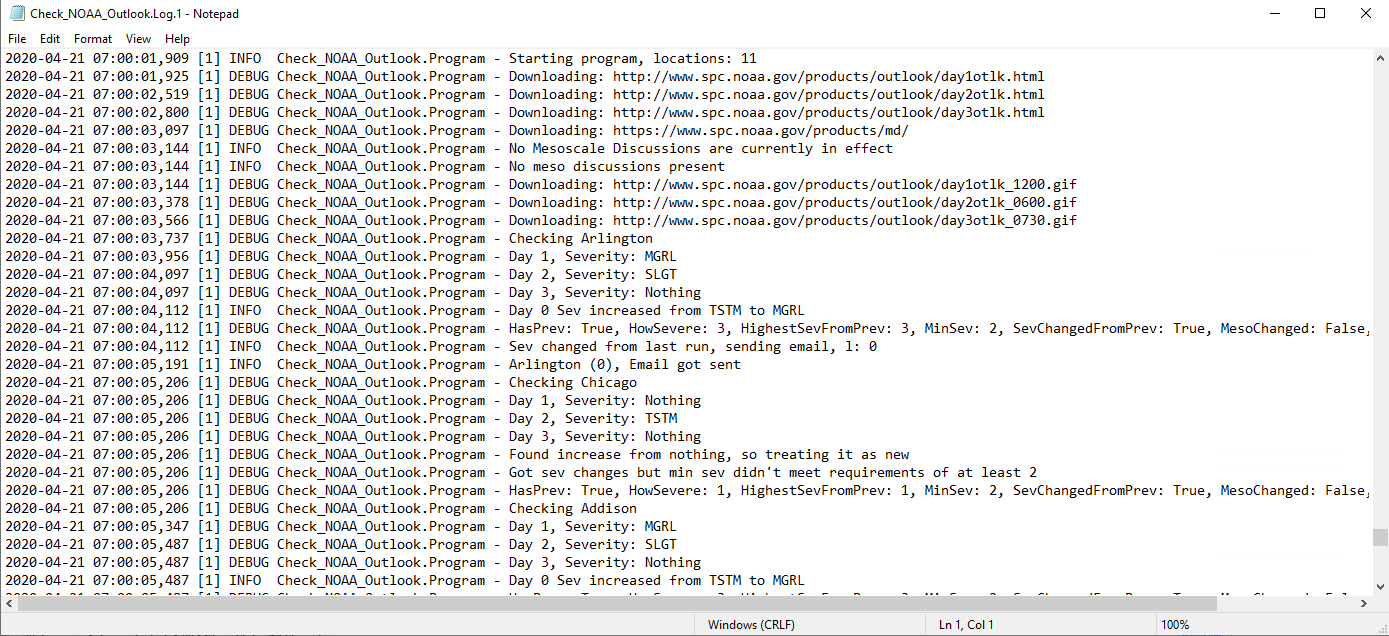 Check_NOAA_Outlook.Log.1 - Notepad
File Edit Format View Help
2020-04-21 07:00:01,909 [1] INFO  Check_NOAA_Outlook.Program - Starting program, locations: 11
2020-04-21 07:00:01,925 [1] DEBUG Check_NOAA_Outlook.Program - Downloading: http://www.spc.noaa.gov/products/outlook/day1otlk.html
2020-04-21 07:00:02,519 [1] DEBUG Check_NOAA_Outlook.Program - Downloading: http://www.spc.noaa.gov/products/outlook/day2otlk.html
2020-04-21 07:00:02,800 [1] DEBUG Check_NOAA_Outlook.Program - Downloading: http://www.spc.noaa.gov/products/outlook/day3otlk.html
2020-04-21 07:00:03,097 [1] DEBUG Check_NOAA_Outlook.Program - Downloading: https://www.spc.noaa.gov/products/md/
2020-04-21 07:00:03,144 [1] INFO  Check_NOAA_Outlook.Program - No Mesoscale Discussions are currently in effect
2020-04-21 07:00:03,144 [1] INFO  Check_NOAA_Outlook.Program - No meso discussions present
2020-04-21 07:00:03,144 [1] DEBUG Check_NOAA_Outlook.Program - Downloading: http://www.spc.noaa.gov/products/outlook/day1otlk_1200.gif
2020-04-21 07:00:03,378 [1] DEBUG Check_NOAA_Outlook.Program - Downloading: http://www.spc.noaa.gov/products/outlook/day2otlk_0600.gif
2020-04-21 07:00:03,566 [1] DEBUG Check_NOAA_Outlook.Program - Downloading: http://www.spc.noaa.gov/products/outlook/day3otlk_0730.gif
2020-04-21 07:00:03,737 [1] DEBUG Check_NOAA_Outlook.Program - Checking Arlington
2020-04-21 07:00:03,956 [1] DEBUG Check_NOAA_Outlook.Program - Day 1, Severity: MGRL
2020-04-21 07:00:04,097 [1] DEBUG Check_NOAA_Outlook.Program - Day 2, Severity: SLGT
2020-04-21 07:00:04,097 [1] DEBUG Check_NOAA_Outlook.Program - Day 3, Severity: Nothing
2020-04-21 07:00:04,112 [1] INFO  Check_NOAA_Outlook.Program - Day 0 Sev increased from TSTM to MGRL
2020-04-21 07:00:04,112 [1] DEBUG Check_NOAA_Outlook.Program - HasPrev: True, HowSevere: 3, HighestSevFromPrev: 3, MinSev: 2, SevChangedFromPrev: True, MesoChanged: False,
2020-04-21 07:00:04,112 [1] INFO  Check_NOAA_Outlook.Program - Sev changed from last run, sending email, l: 0
2020-04-21 07:00:05,191 [1] INFO  Check_NOAA_Outlook.Program - Arlington (0), Email got sent
2020-04-21 07:00:05,206 [1] DEBUG Check_NOAA_Outlook.Program - Checking Chicago
2020-04-21 07:00:05,206 [1] DEBUG Check_NOAA_Outlook.Program - Day 1, Severity: Nothing
2020-04-21 07:00:05,206 [1] DEBUG Check_NOAA_Outlook.Program - Day 2, Severity: TSTM
2020-04-21 07:00:05,206 [1] DEBUG Check_NOAA_Outlook.Program - Day 3, Severity: Nothing
2020-04-21 07:00:05,206 [1] DEBUG Check_NOAA_Outlook.Program - Found increase from nothing, so treating it as new
2020-04-21 07:00:05,206 [1] DEBUG Check_NOAA_Outlook.Program - Got sev changes but min sev didn't meet requirements of at least 2
2020-04-21 07:00:05,206 [1] DEBUG Check_NOAA_Outlook.Program - HasPrev: True, HowSevere: 1, HighestSevFromPrev: 1, MinSev: 2, SevChangedFromPrev: True, MesoChanged: False,
2020-04-21 07:00:05,206 [1] DEBUG Check_NOAA_Outlook.Program - Checking Addison
2020-04-21 07:00:05,347 [1] DEBUG Check_NOAA_Outlook.Program - Day 1, Severity: MGRL
2020-04-21 07:00:05,487 [1] DEBUG Check_NOAA_Outlook.Program - Day 2, Severity: SLGT
2020-04-21 07:00:05,487 [1] DEBUG Check_NOAA_Outlook.Program - Day 3, Severity: Nothing
2020-04-21 07:00:05,487 [1] INFO  Check_NOAA_Outlook.Program - Day 0 Sev increased from TSTM to MGRL
Windows (CRLF) Ln 1, Col 1 100%